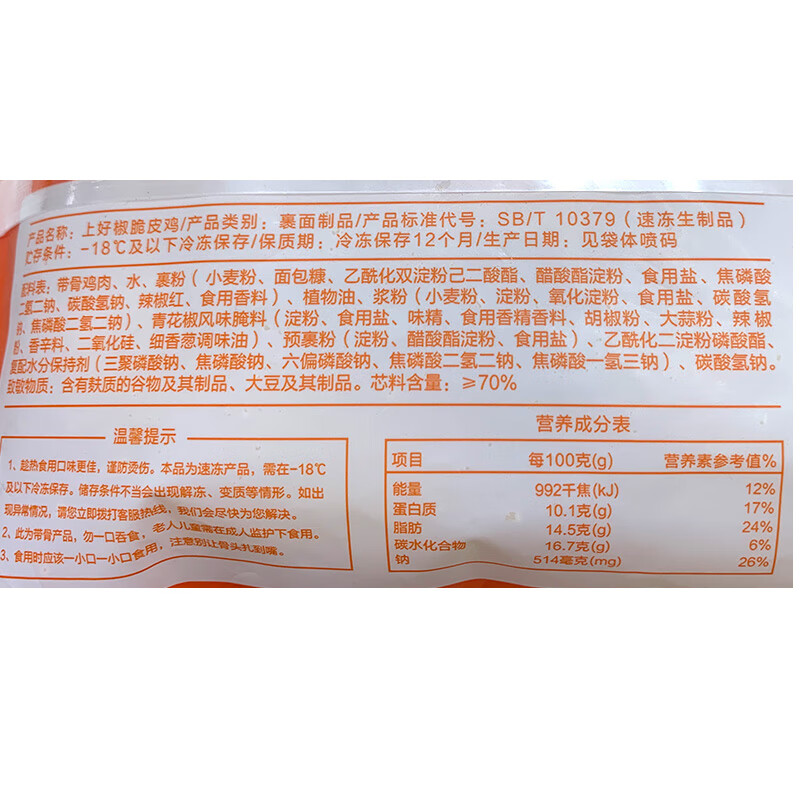 产品名称：上好椒脆皮鸡/产品类别：裹面制品/产品标准代号：SB/T 10379（速冻生制品）
贮存条件：-18℃及以下冷冻保存/保质期：冷冻保存12个月/生产日期：见袋体喷码
配料表：带骨鸡肉、水、裹粉（小麦粉、面包糠、乙酰化双淀粉己二酸酯、醋酸酯淀粉、食用盐、焦磷酸
二氢二钠、碳酸氢钠、辣椒红、食用香料）、植物油、浆粉（小麦粉、淀粉、氧化淀粉、食用盐、碳酸氢
钠、焦磷酸二氢二钠）、青花椒风味腌料（淀粉、食用盐、味精、食用香精香料、胡椒粉、大蒜粉、辣椒
粉、香辛料、二氧化硅、细香葱调味油）、预裹粉（淀粉、醋酸酯淀粉、食用盐）、乙酰化二淀粉磷酸酯、
复配水分保持剂（三聚磷酸钠、焦磷酸钠、六偏磷酸钠、焦磷酸二氢二钠、焦磷酸一氢三钠）、碳酸氢钠。
致敏物质：含有麸质的谷物及其制品、大豆及其制品。芯料含量：≥70%
温馨提示
1、趁热食用口味更佳，谨防烫伤。本品为速冻产品，需在-18℃
及以下冷冻保存。储存条件不当会出现解冻、变质等情形。如出
现异常情况，请您立即拨打客服热线，我们会尽快为您解决。
2、此为带骨产品，勿一口吞食，老人儿童需在成人监护下食用。
3、食用时应该一小口一小口食用，注意别让骨头扎到嘴。
营养成分表
项目 每100克(g) 营养素参考值%
能量 992千焦(kJ) 12%
蛋白质 10.1克(g) 17%
脂肪 14.5克(g) 24%
碳水化合物 16.7克(g) 6%
钠 514毫克(mg) 26%